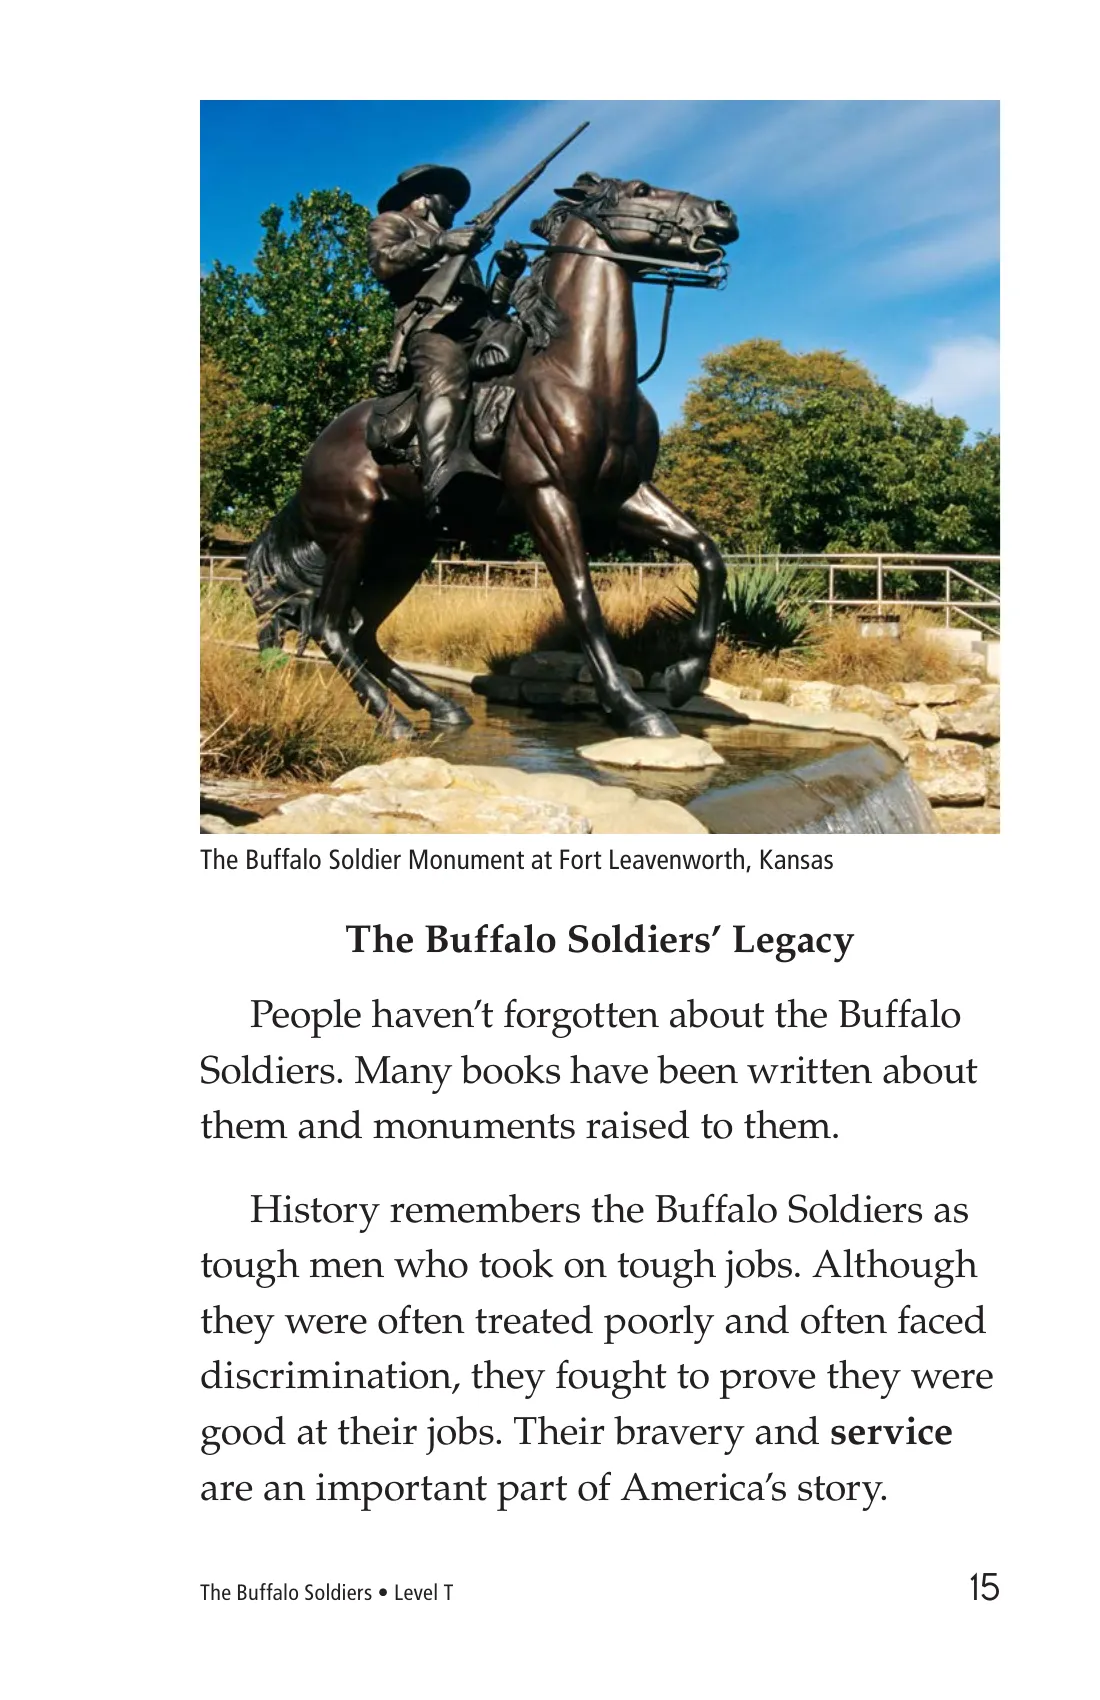 The Buffalo Soldier Monument at Fort Leavenworth, Kansas
The Buffalo Soldiers’ Legacy
People haven’t forgotten about the Buffalo
Soldiers. Many books have been written about
them and monuments raised to them.
History remembers the Buffalo Soldiers as
tough men who took on tough jobs. Although
they were often treated poorly and often faced
discrimination, they fought to prove they were
good at their jobs. Their bravery and service
are an important part of America’s story.
The Buffalo Soldiers • Level T
15